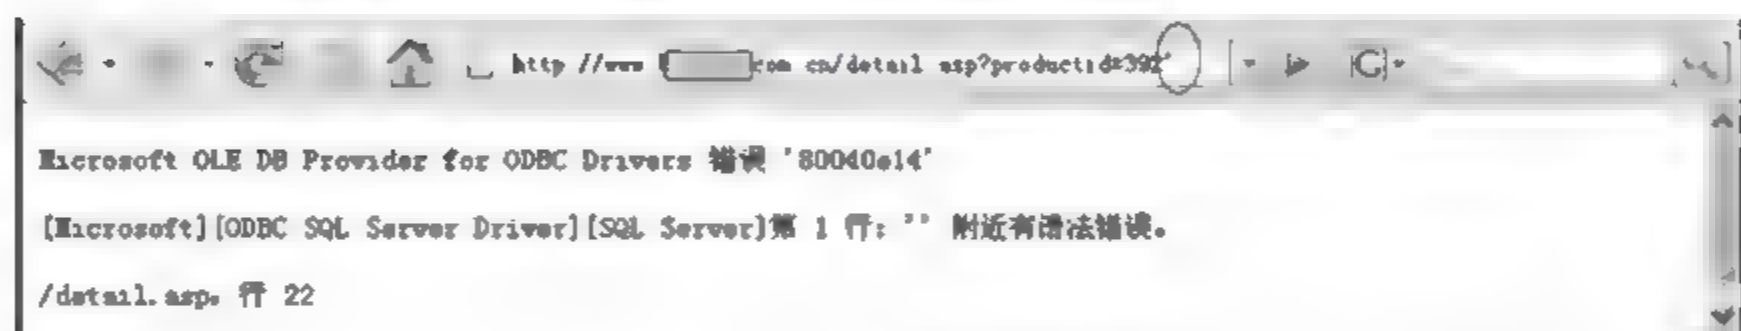 http //www com cn/detail asp?productid=392'
Microsoft OLE DB Provider for ODBC Drivers 错误 '80040e14'
[Microsoft][ODBC SQL Server Driver][SQL Server]第 1 行: '' 附近有语法错误。
/detail.asp, 行 22